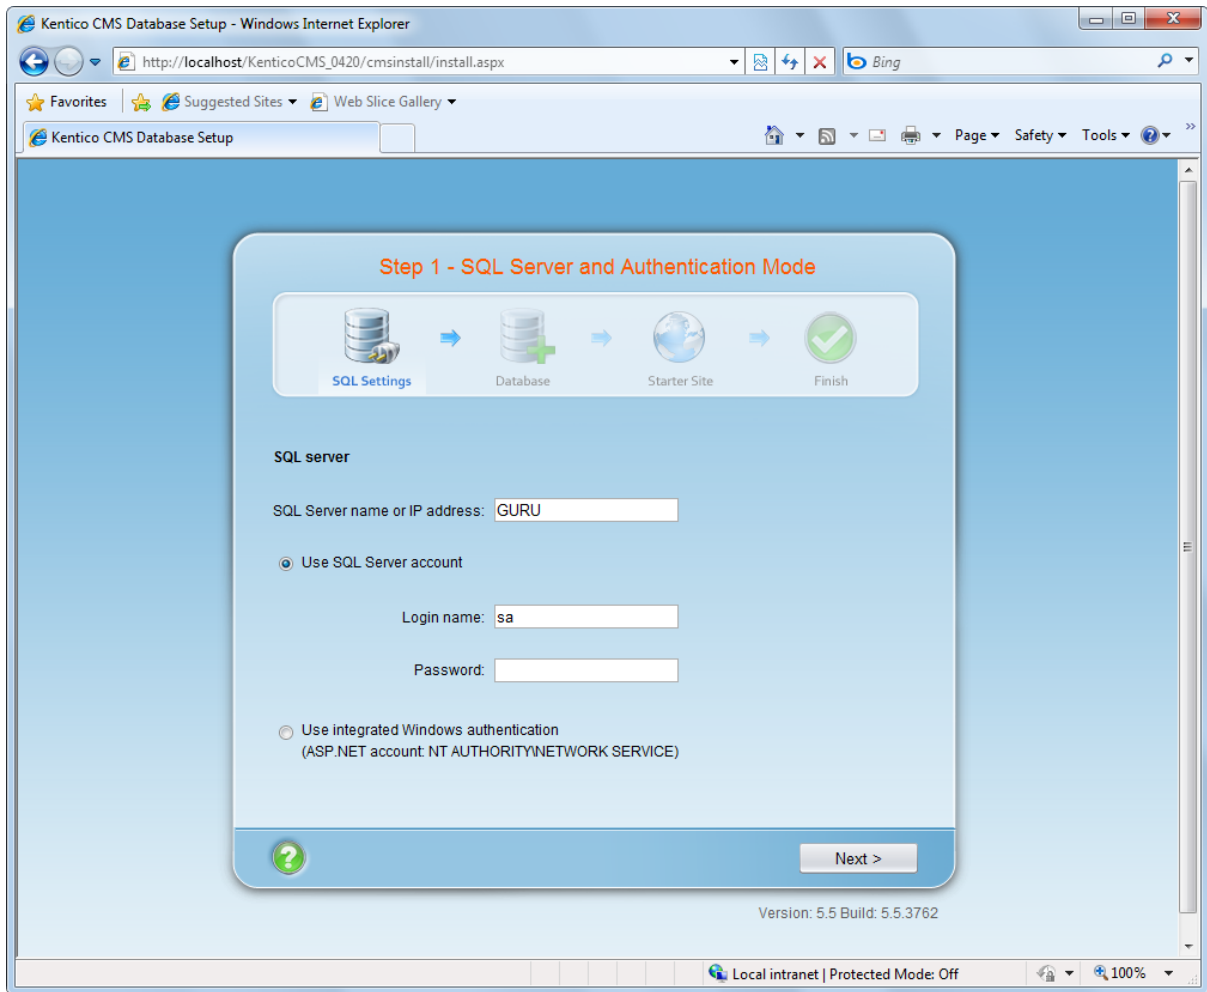 Kentico CMS Database Setup - Windows Internet Explorer
http://localhost/KenticoCMS_0420/cmsinstall/install.aspx
Bing
Favorites
Suggested Sites
Web Slice Gallery
Kentico CMS Database Setup
Page
Safety
Tools
»
Step 1 - SQL Server and Authentication Mode
SQL Settings
Database
Starter Site
Finish
SQL server
SQL Server name or IP address: GURU
Use SQL Server account
Login name: sa
Password:
Use integrated Windows authentication
(ASP.NET account: NT AUTHORITY\NETWORK SERVICE)
?
Next >
Version: 5.5 Build: 5.5.3762
Local intranet | Protected Mode: Off
100%